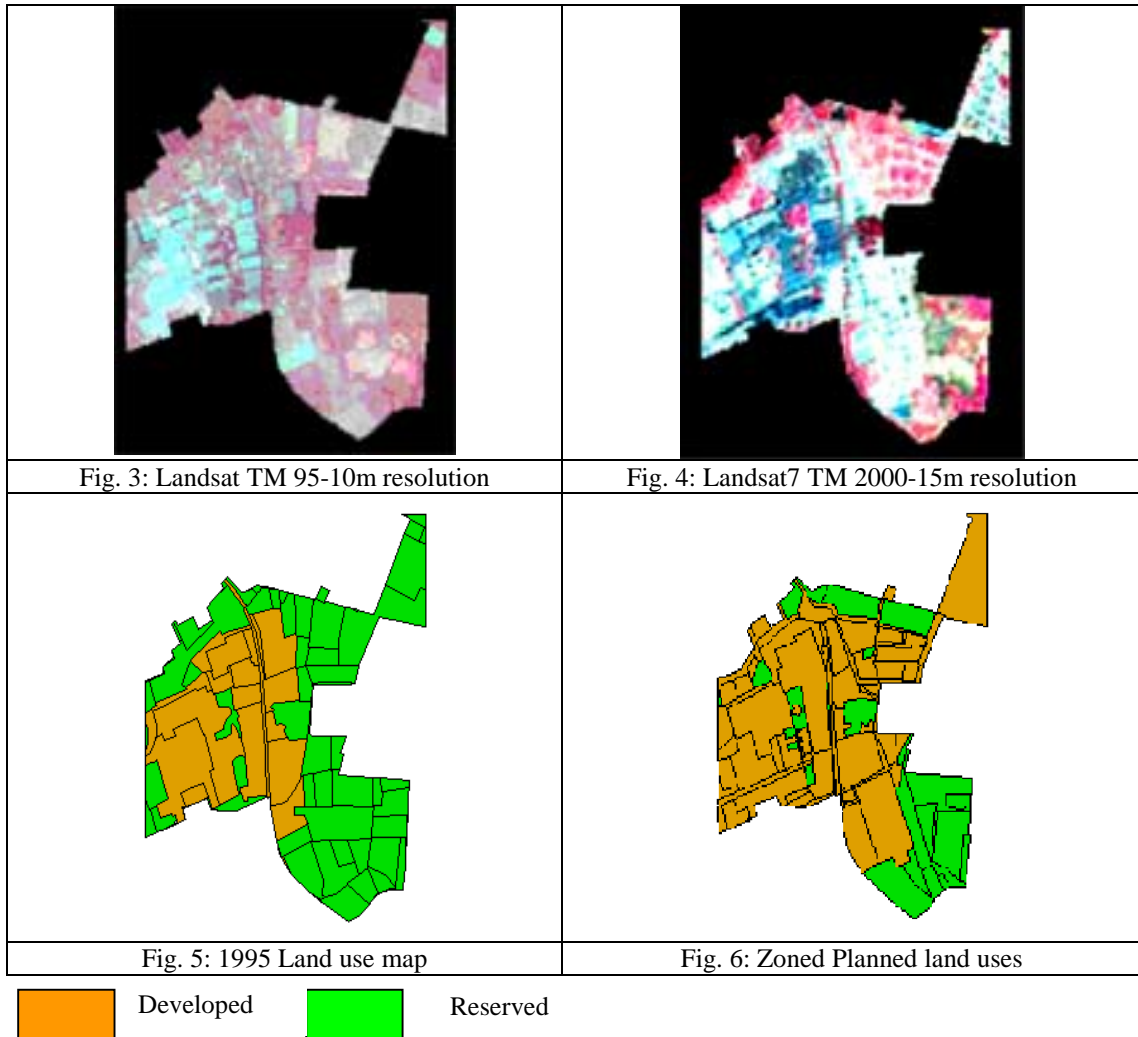 Fig. 3: Landsat TM 95-10m resolution
Fig. 4: Landsat7 TM 2000-15m resolution
Fig. 5: 1995 Land use map
Fig. 6: Zoned Planned land uses
Developed
Reserved